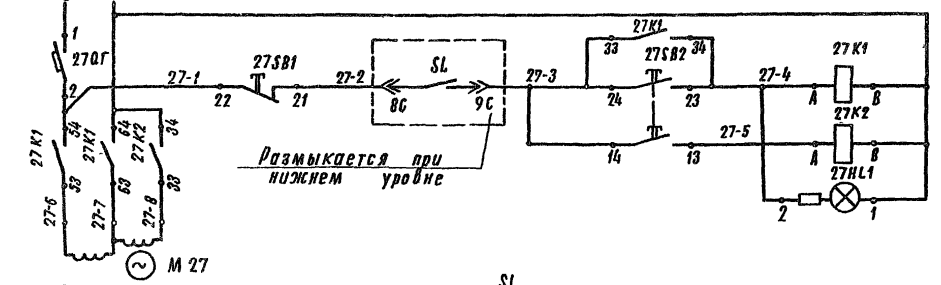 1
27QF
2
27-1
22
27SB1
21
27-2
8C
SL
9C
27-3
33
27K1
34
27SB2
24
23
14
13
27-4
27-5
A
27K1
B
27K2
A
B
27HL1
2
1
Размыкается при
нижнем уровне
54
27K1
53
27-6
64
27K1
63
27-7
34
27K2
33
27-8
М 27
SL